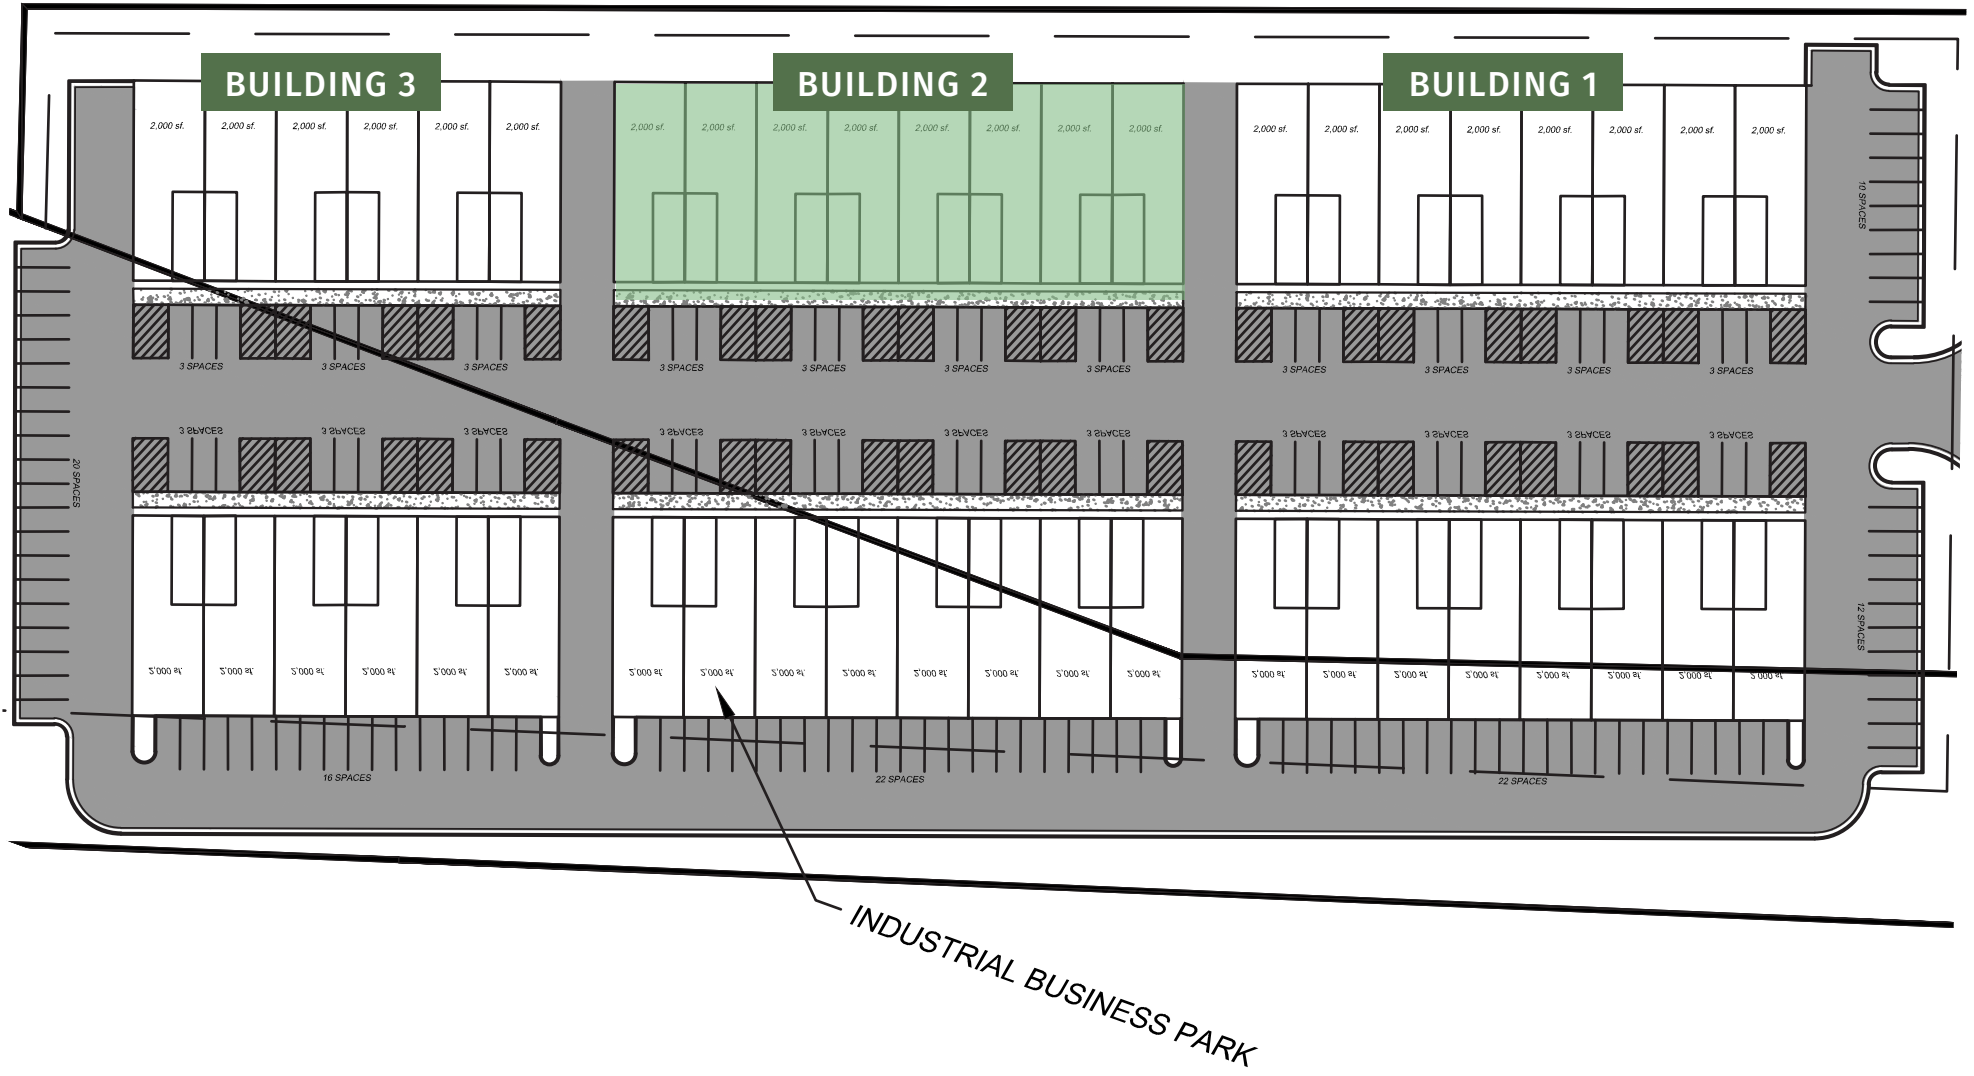 BUILDING 3
BUILDING 2
BUILDING 1
2,000 sf. 2,000 sf. 2,000 sf. 2,000 sf. 2,000 sf. 2,000 sf.
2,000 sf. 2,000 sf. 2,000 sf. 2,000 sf. 2,000 sf. 2,000 sf. 2,000 sf. 2,000 sf.
2,000 sf. 2,000 sf. 2,000 sf. 2,000 sf. 2,000 sf. 2,000 sf. 2,000 sf. 2,000 sf.
10 SPACES
3 SPACES 3 SPACES 3 SPACES
3 SPACES 3 SPACES 3 SPACES 3 SPACES
3 SPACES 3 SPACES 3 SPACES 3 SPACES
3 SPACES 3 SPACES 3 SPACES
3 SPACES 3 SPACES 3 SPACES 3 SPACES
3 SPACES 3 SPACES 3 SPACES 3 SPACES
20 SPACES
12 SPACES
2,000 sf. 2,000 sf. 2,000 sf. 2,000 sf. 2,000 sf. 2,000 sf.
2,000 sf. 2,000 sf. 2,000 sf. 2,000 sf. 2,000 sf. 2,000 sf. 2,000 sf. 2,000 sf.
2,000 sf. 2,000 sf. 2,000 sf. 2,000 sf. 2,000 sf. 2,000 sf. 2,000 sf. 2,000 sf.
16 SPACES
22 SPACES
22 SPACES
INDUSTRIAL BUSINESS PARK